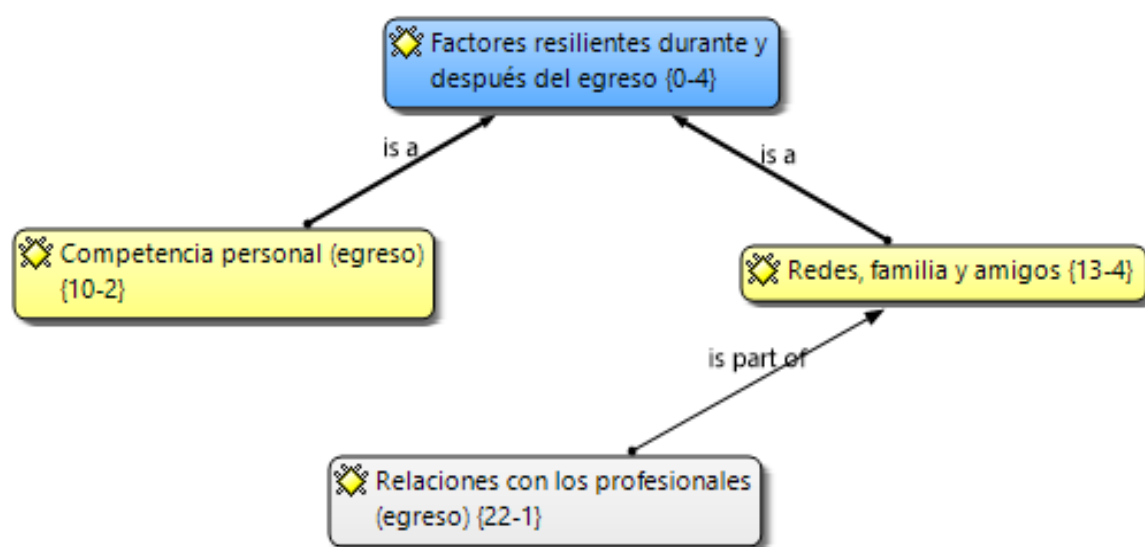 Factores resilientes durante y
después del egreso {0-4}
is a
is a
Competencia personal (egreso)
{10-2}
Redes, familia y amigos {13-4}
is part of
Relaciones con los profesionales
(egreso) {22-1}